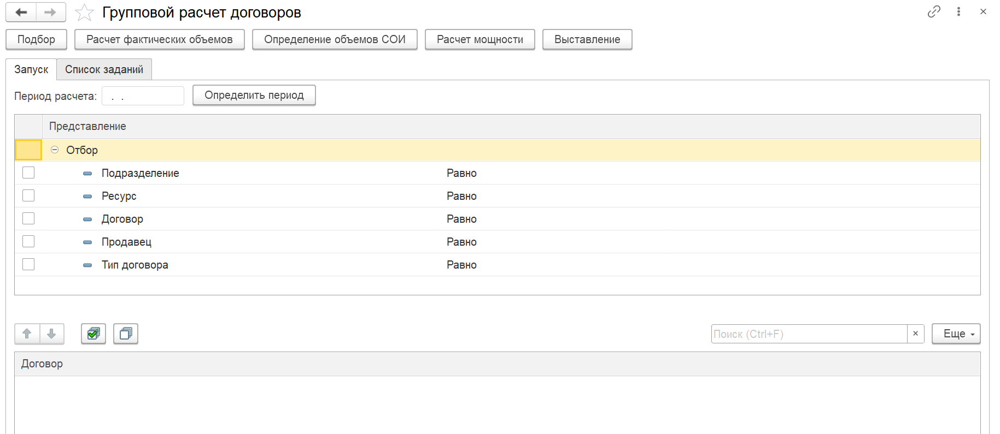 Групповой расчет договоров
Подбор Расчет фактических объемов Определение объемов СОИ Расчет мощности Выставление
Запуск Список заданий
Период расчета: . . Определить период
Представление
Отбор
Подразделение Равно
Ресурс Равно
Договор Равно
Продавец Равно
Тип договора Равно
Поиск (Ctrl+F) × Еще
Договор